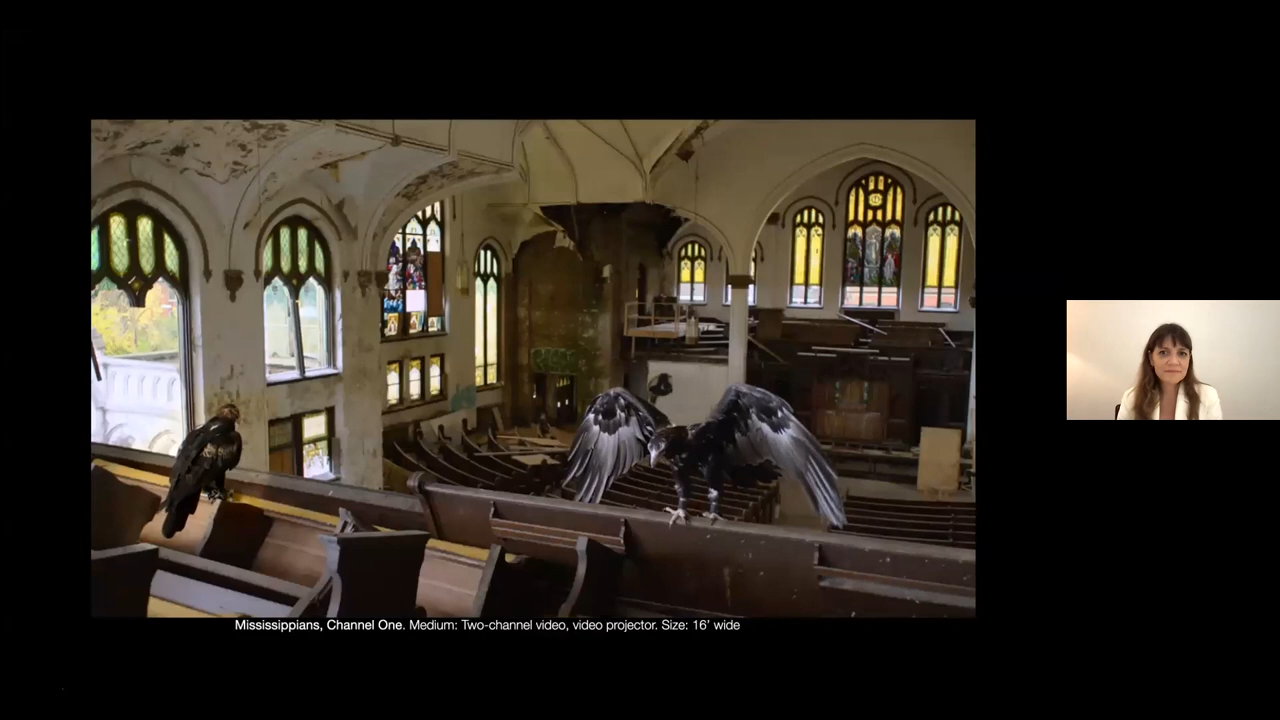 Mississippians, Channel One. Medium: Two-channel video, video projector. Size: 16’ wide